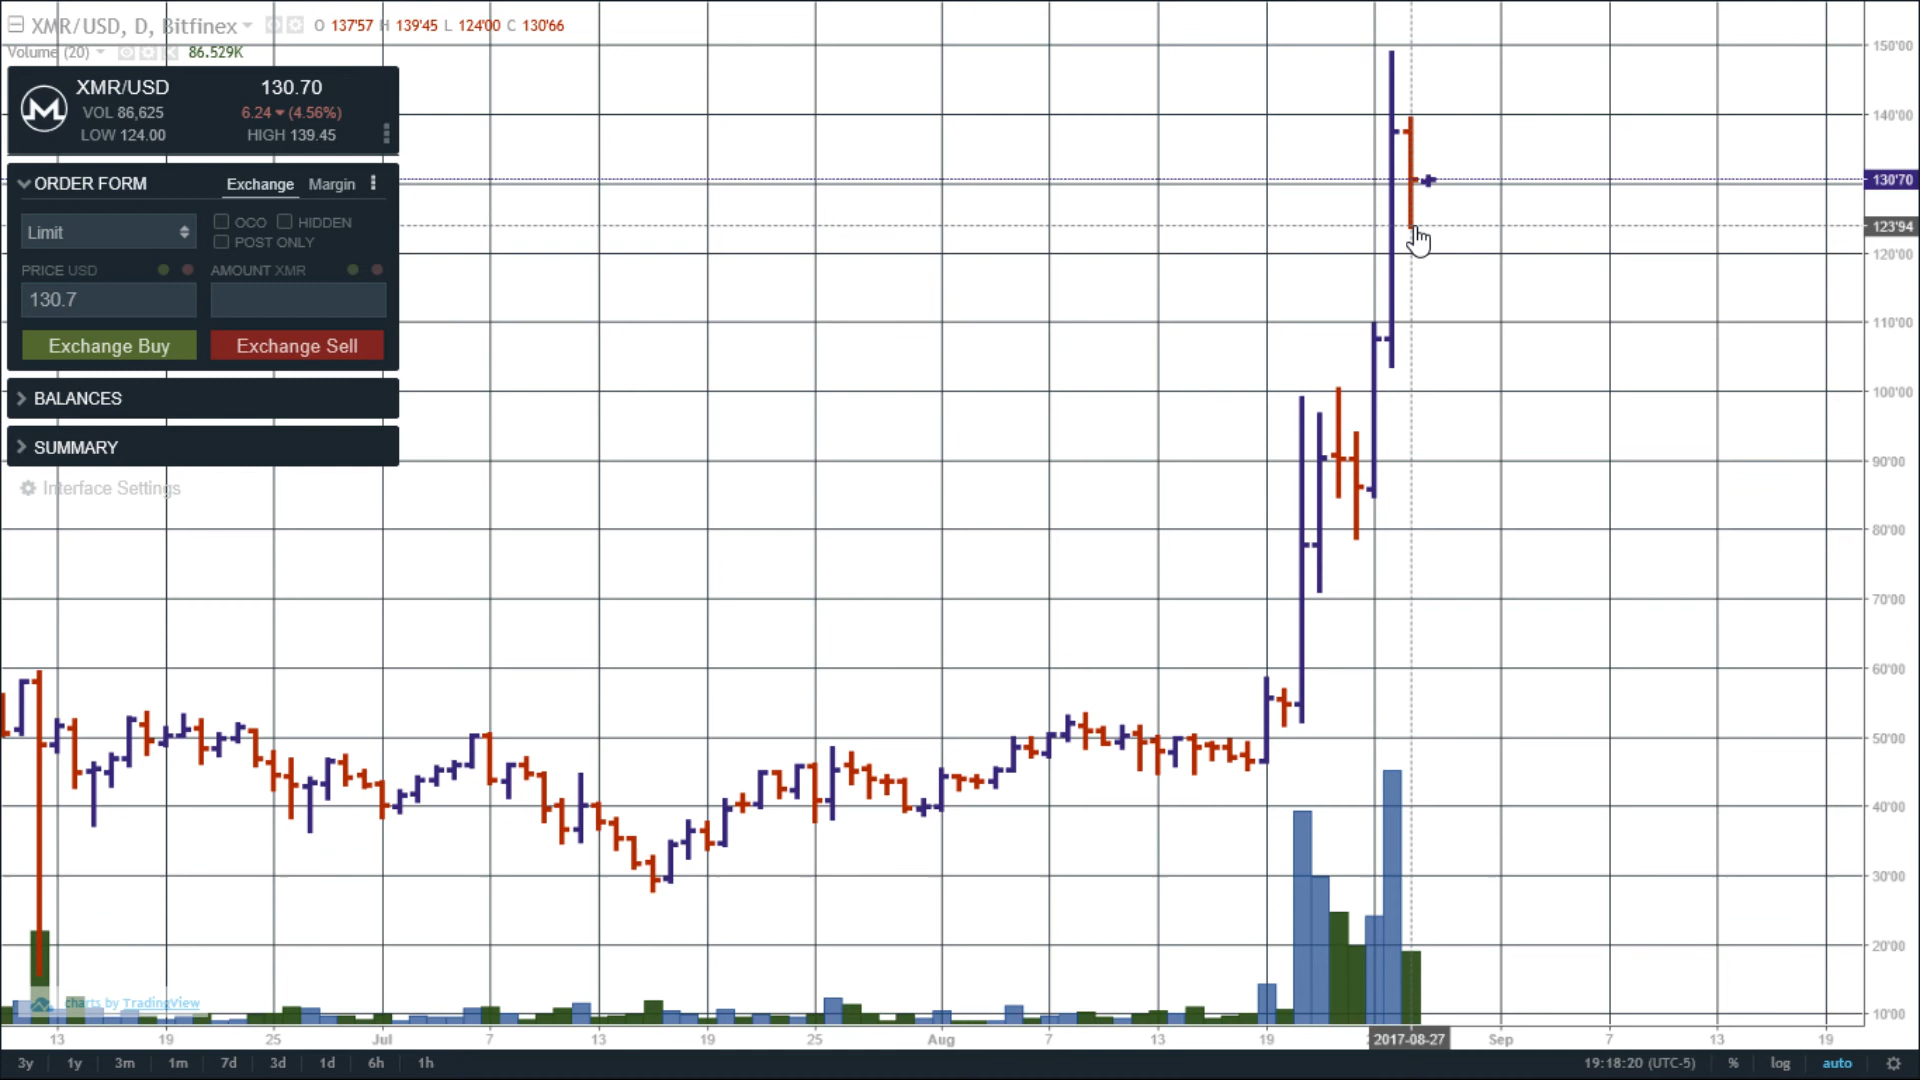 XMR/USD, D, Bitfinex O 137'57 H 139'45 L 124'00 C 130'66
Volume (20) 86.529K
XMR/USD 130.70
VOL 86,625 6.24 (4.56%)
LOW 124.00 HIGH 139.45
ORDER FORM Exchange Margin
Limit OCO HIDDEN
POST ONLY
PRICE USD AMOUNT XMR
130.7
Exchange Buy Exchange Sell
BALANCES
SUMMARY
Interface Settings
150'00
140'00
130'70
123'94
120'00
110'00
100'00
90'00
80'00
70'00
60'00
50'00
40'00
30'00
20'00
10'00
charts by TradingView
13 19 25 Jul 7 13 19 25 Aug 7 13 19 2017-08-27 Sep 7 13 19
3y 1y 3m 1m 7d 3d 1d 6h 1h 19:18:20 (UTC-5) % log auto